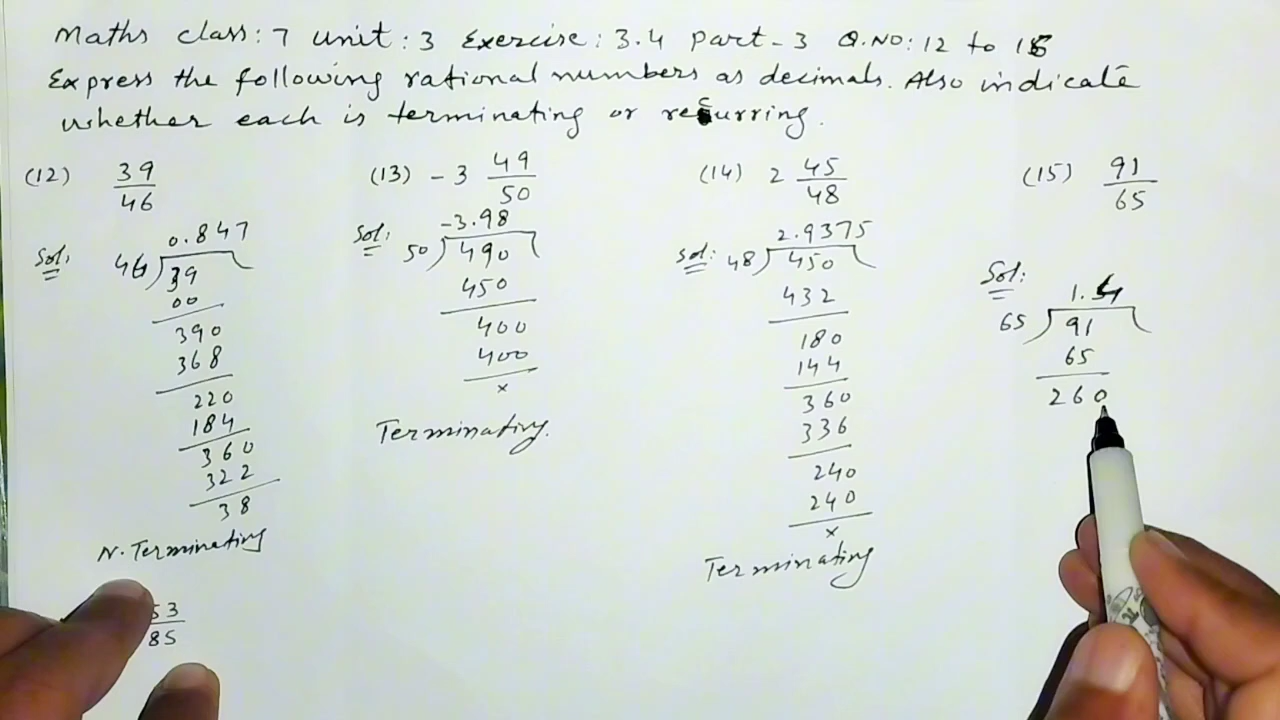 Maths class: 7 unit: 3 Exercise: 3.4 part-3 Q.NO: 12 to 16
Express the following rational numbers as decimals. Also indicate
whether each is terminating or recurring.
(12) 39/46
Sol:
0.847
46) 39
00
390
368
220
184
360
322
38
N. Terminating
(13) -3 49/50
Sol:
-3.98
50) 490
450
400
400
x
Terminating.
(14) 2 45/48
Sol:
2.9375
48) 450
432
180
144
360
336
240
240
x
Terminating
(15) 91/65
Sol:
1.4
65) 91
65
260
53
85